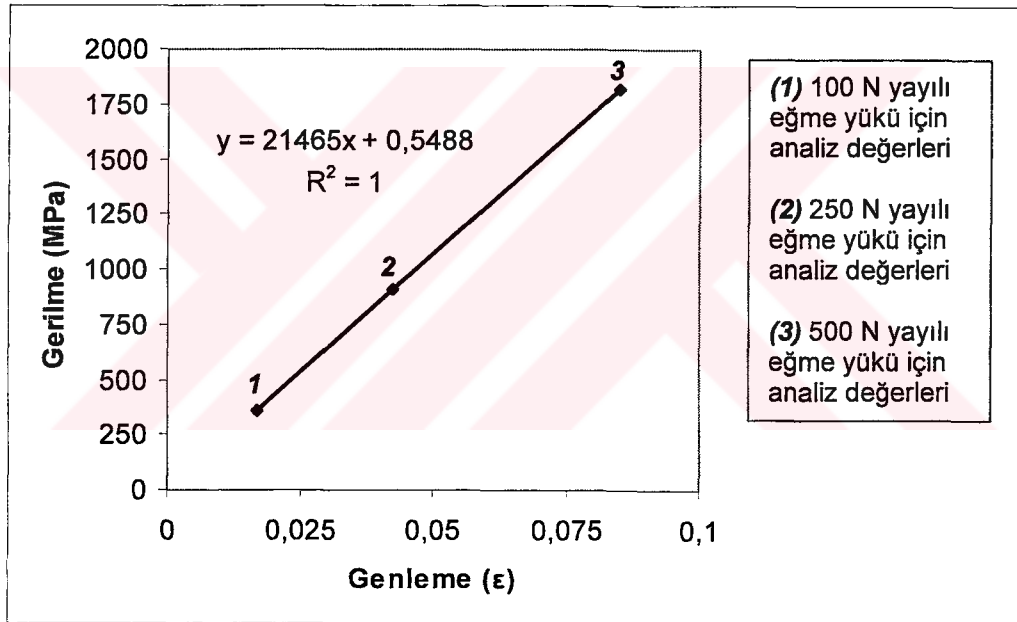 2000
1750
1500
1250
1000
750
500
250
0
Gerilme (MPa)
y = 21465x + 0,5488
R² = 1
1
2
3
0
0,025
0,05
0,075
0,1
Genleme (ε)
(1) 100 N yayılı
eğme yükü için
analiz değerleri
(2) 250 N yayılı
eğme yükü için
analiz değerleri
(3) 500 N yayılı
eğme yükü için
analiz değerleri